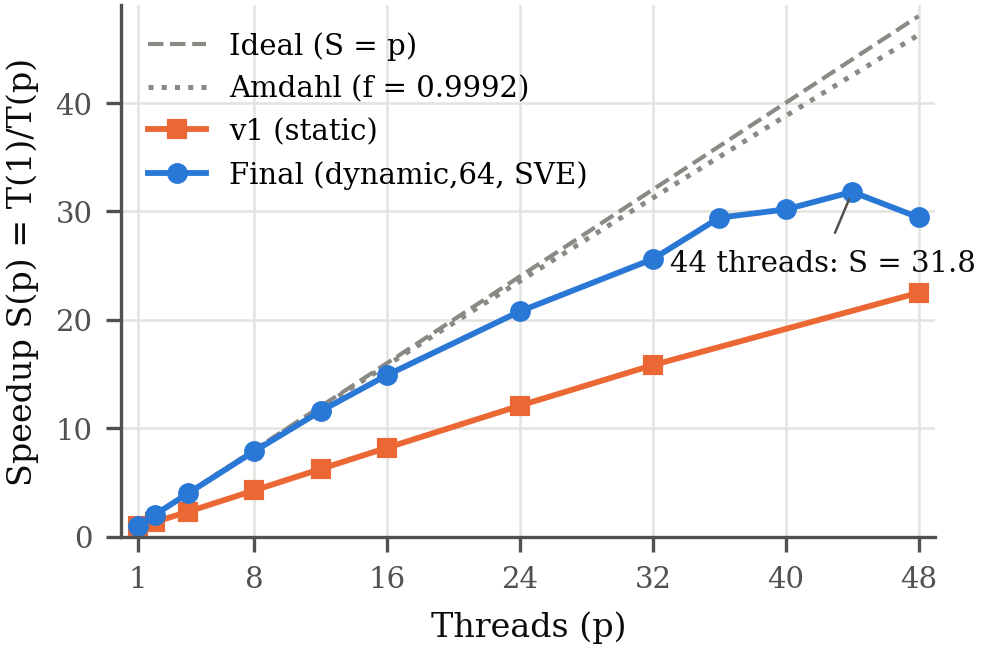 Ideal (S = p)
Amdahl (f = 0.9992)
v1 (static)
Final (dynamic,64, SVE)
44 threads: S = 31.8
Speedup S(p) = T(1)/T(p)
40
30
20
10
0
1 8 16 24 32 40 48
Threads (p)